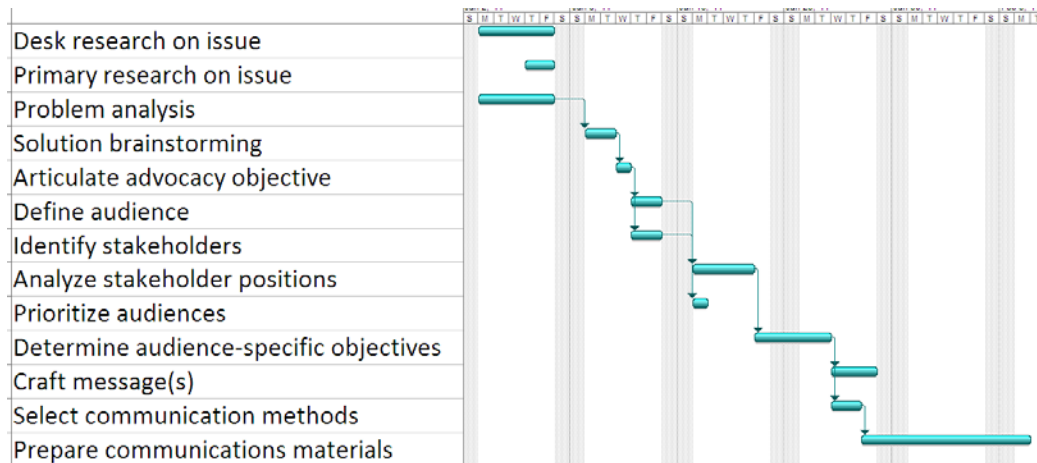 S M T W T F S S M T W T F S S M T W T F S S M T W T F S S M T W T F S S M T
Desk research on issue
Primary research on issue
Problem analysis
Solution brainstorming
Articulate advocacy objective
Define audience
Identify stakeholders
Analyze stakeholder positions
Prioritize audiences
Determine audience-specific objectives
Craft message(s)
Select communication methods
Prepare communications materials